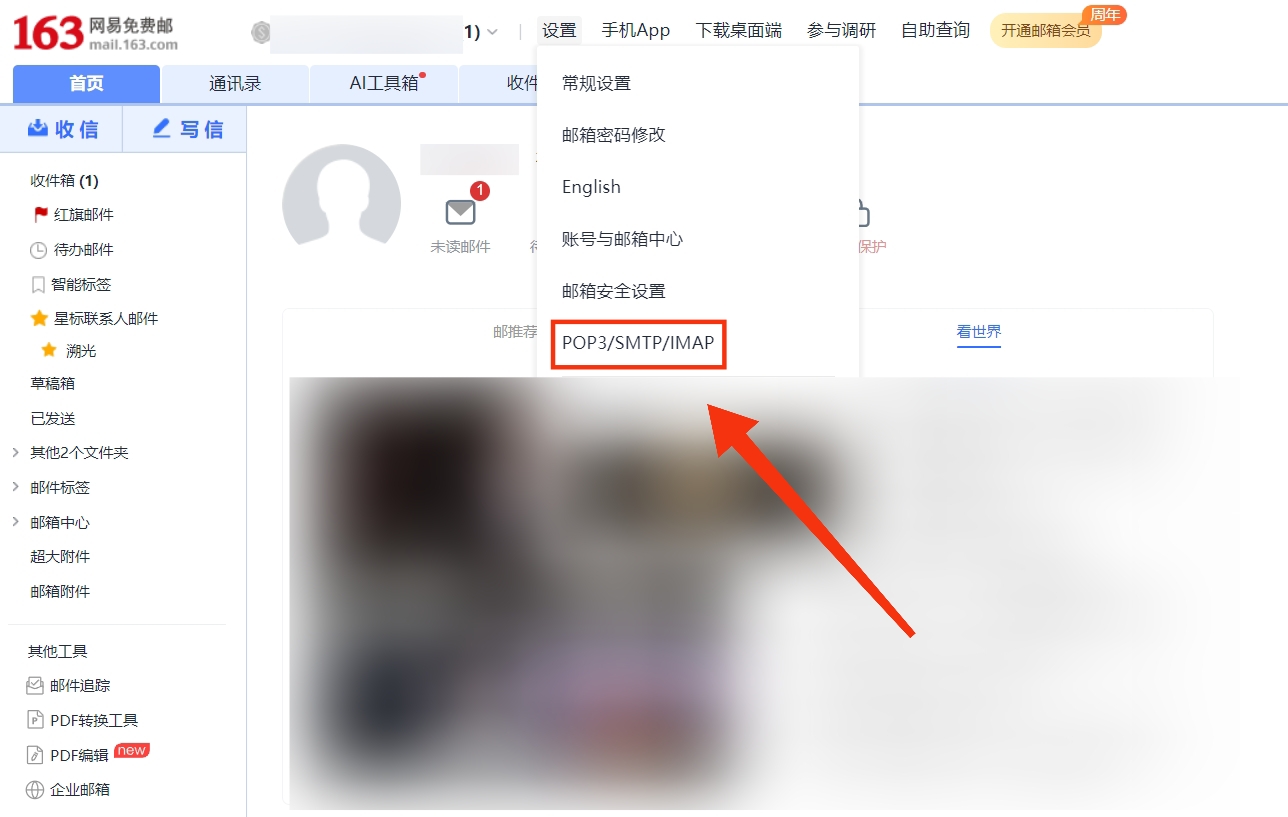 163 网易免费邮
mail.163.com
1)
设置
手机App
下载桌面端
参与调研
自助查询
开通邮箱会员
周年
首页
通讯录
AI工具箱
收件
常规设置
邮箱密码修改
English
账号与邮箱中心
邮箱安全设置
POP3/SMTP/IMAP
收信
写信
收件箱 (1)
红旗邮件
待办邮件
智能标签
星标联系人邮件
溯光
草稿箱
已发送
其他2个文件夹
邮件标签
邮箱中心
超大附件
邮箱附件
其他工具
邮件追踪
PDF转换工具
PDF编辑 new
企业邮箱
1
未读邮件
保护
邮推荐
看世界